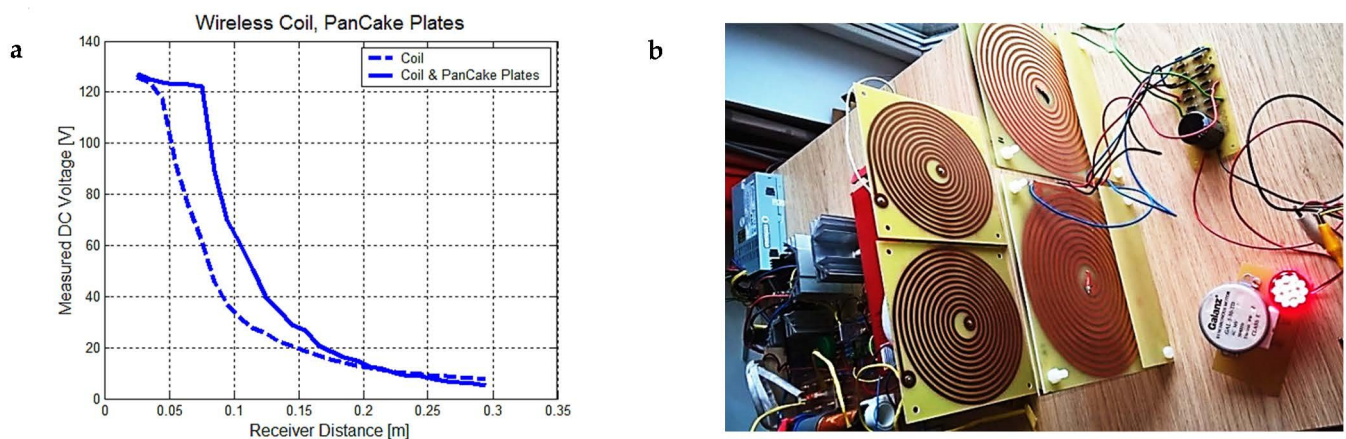 a
Wireless Coil, PanCake Plates
Coil
Coil & PanCake Plates
Measured DC Voltage [V]
140
120
100
80
60
40
20
0
0
0.05
0.1
0.15
0.2
0.25
0.3
0.35
Receiver Distance [m]
b
Galanz